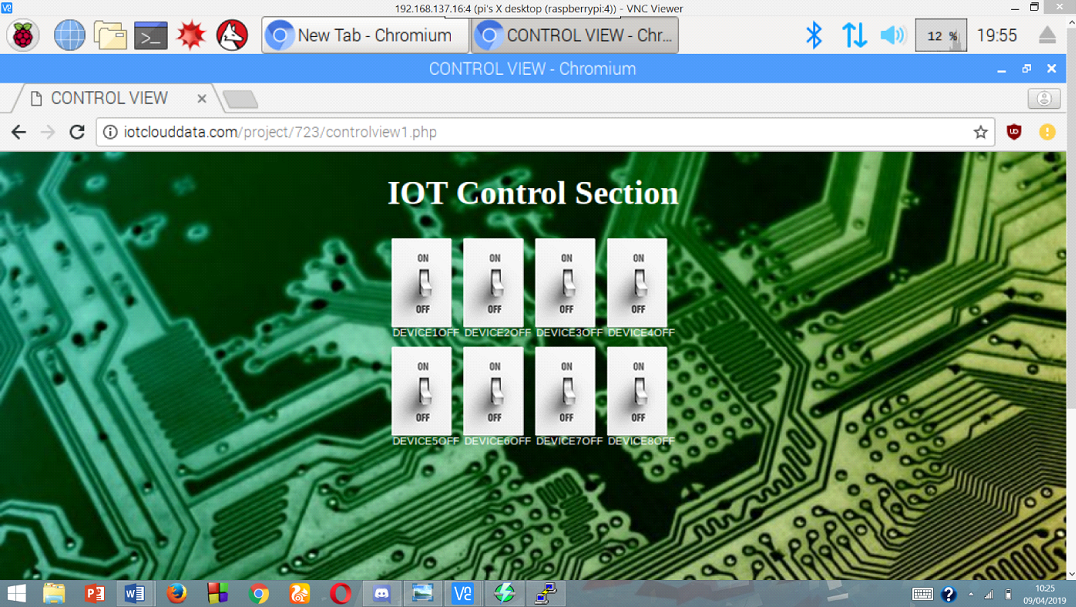 192.168.137.16:4 (pi's X desktop (raspberrypi:4)) - VNC Viewer
New Tab - Chromium
CONTROL VIEW - Chr...
12 %
19:55
CONTROL VIEW - Chromium
CONTROL VIEW
iotclouddata.com/project/723/controlview1.php
IOT Control Section
ON ON ON ON
OFF OFF OFF OFF
DEVICE1OFF DEVICE2OFF DEVICE3OFF DEVICE4OFF
ON ON ON ON
OFF OFF OFF OFF
DEVICE5OFF DEVICE6OFF DEVICE7OFF DEVICE8OFF
10:25
09/04/2019